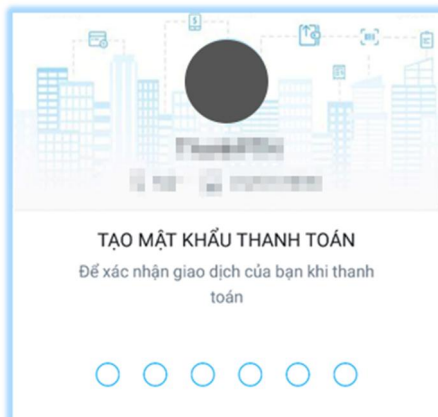 TẠO MẬT KHẨU THANH TOÁN
Để xác nhận giao dịch của bạn khi thanh
toán